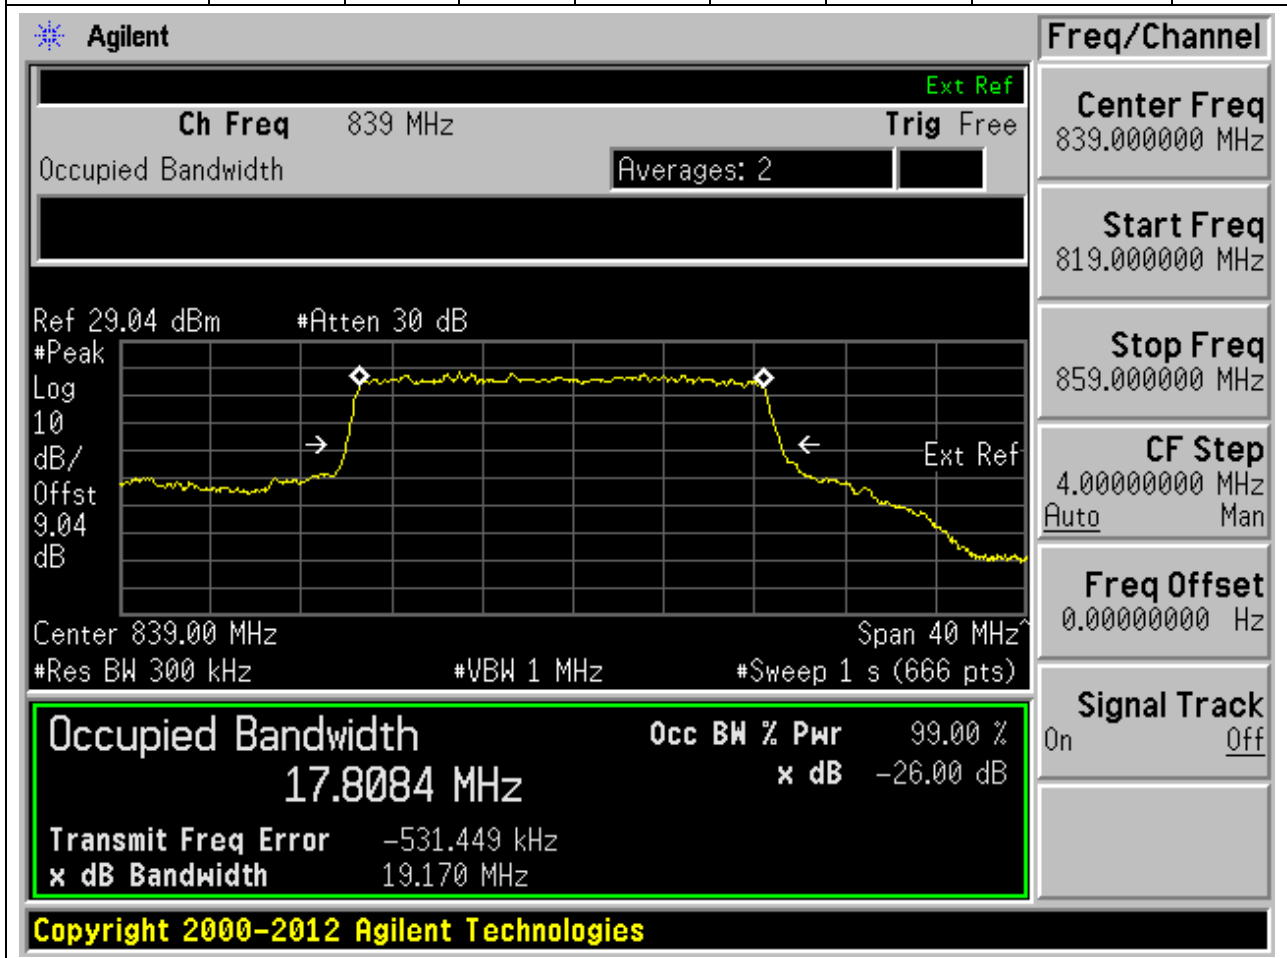 Agilent
Freq/Channel
Ext Ref
Ch Freq 839 MHz Trig Free
Occupied Bandwidth Averages: 2
Center Freq
839.000000 MHz
Start Freq
819.000000 MHz
Stop Freq
859.000000 MHz
CF Step
4.00000000 MHz
Auto Man
Freq Offset
0.00000000 Hz
Signal Track
On Off
Ref 29.04 dBm #Atten 30 dB
#Peak
Log
10
dB/
Offst
9.04
dB
Ext Ref
Center 839.00 MHz Span 40 MHz^
#Res BW 300 kHz #VBW 1 MHz #Sweep 1 s (666 pts)
Occupied Bandwidth
17.8084 MHz
Occ BW % Pwr 99.00 %
x dB -26.00 dB
Transmit Freq Error -531.449 kHz
x dB Bandwidth 19.170 MHz
Copyright 2000-2012 Agilent Technologies